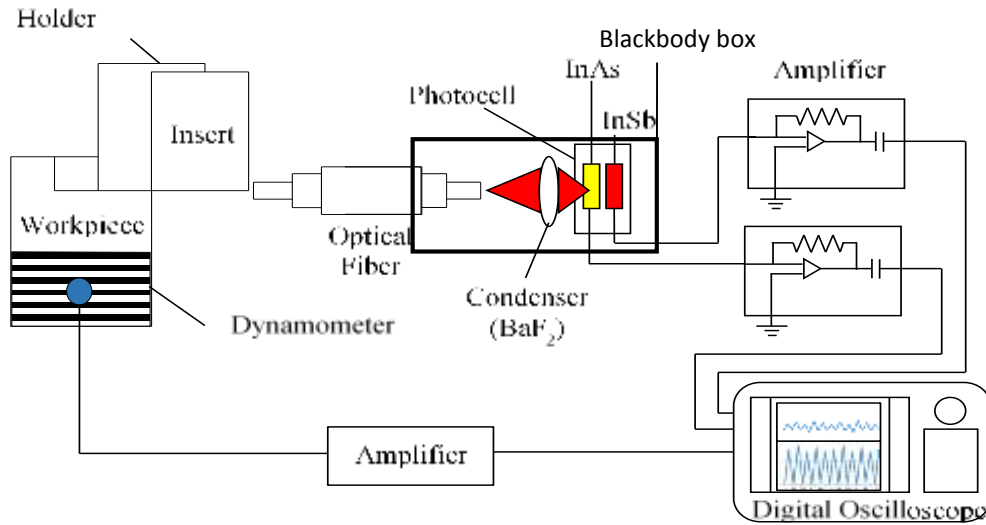 Holder
Blackbody box
InAs
Amplifier
Photocell
InSb
Insert
Workpiece
Optical
Fiber
Condenser
(BaF2)
Dynamometer
Amplifier
Digital Oscilloscope